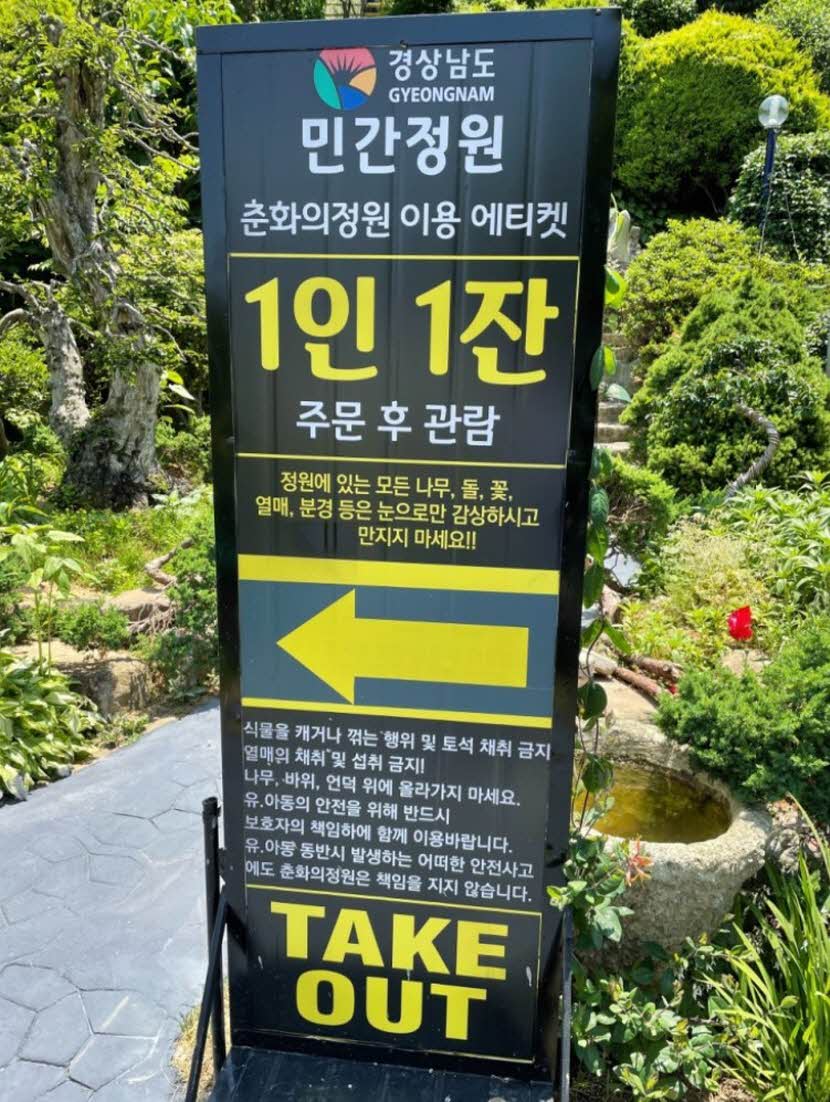 경상남도
GYEONGNAM
민간정원
춘화의정원 이용 에티켓
1인 1잔
주문 후 관람
정원에 있는 모든 나무, 돌, 꽃,
열매, 분경 등은 눈으로만 감상하시고
만지지 마세요!!
식물을 캐거나 꺾는 행위 및 토석 채취 금지
열매의 채취 및 섭취 금지!
나무, 바위, 언덕 위에 올라가지 마세요.
유.아동의 안전을 위해 반드시
보호자의 책임하에 함께 이용바랍니다.
유.아동 동반시 발생하는 어떠한 안전사고
에도 춘화의정원은 책임을 지지 않습니다.
TAKE
OUT